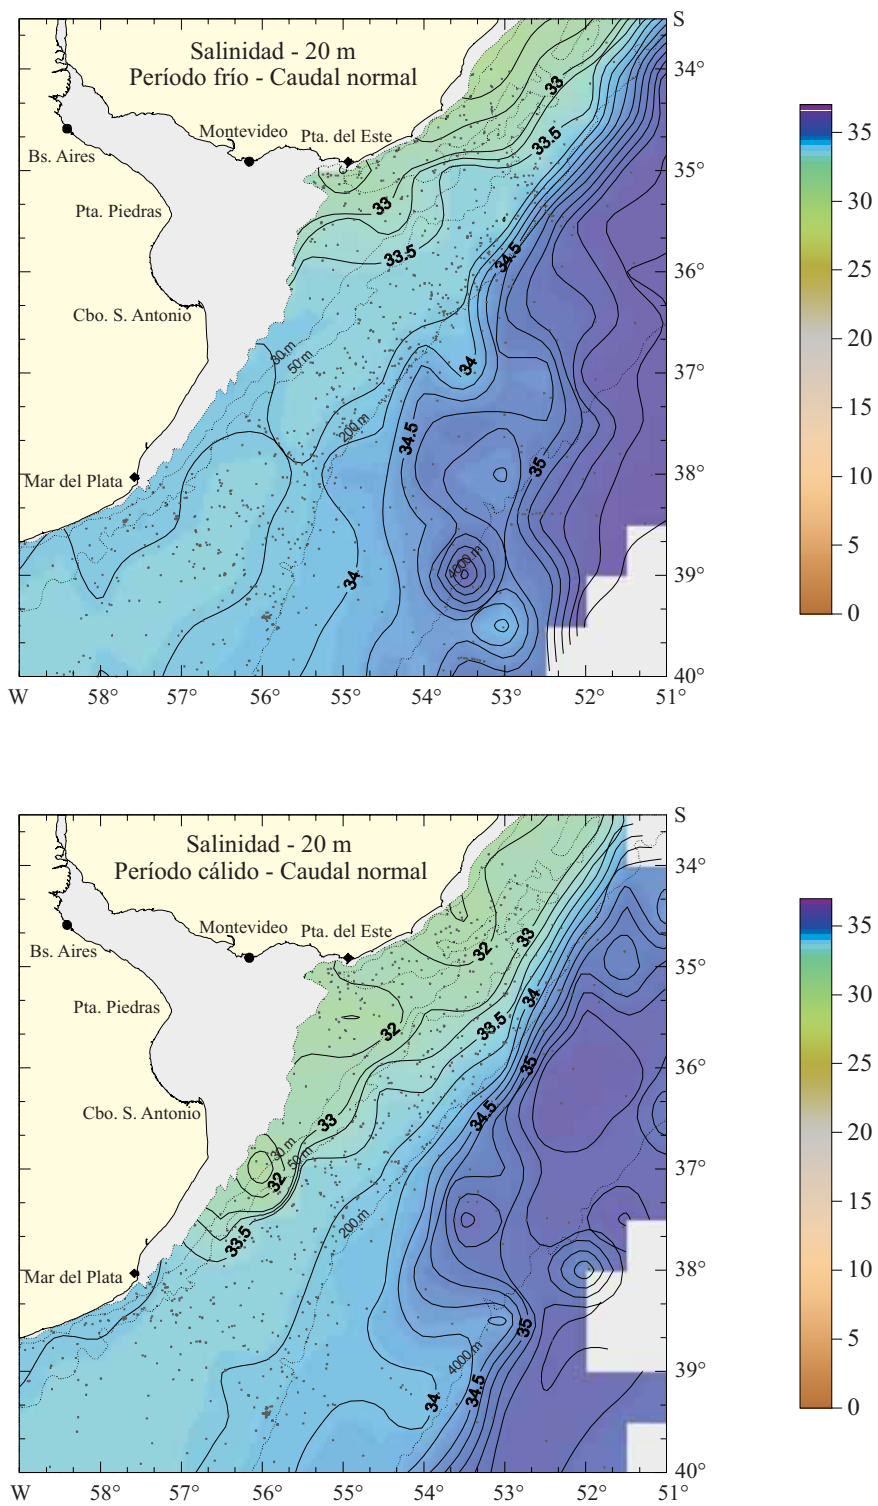 Salinidad - 20 m
Período frío - Caudal normal
S
34°
33
35
Montevideo
Pta. del Este
33.5
Bs. Aires
35°
30
Pta. Piedras
33
33.5
34.5
36°
25
Cbo. S. Antonio
20
30 m
50 m
34
37°
15
200 m
34.5
35
38°
10
Mar del Plata
4000 m
5
34
39°
0
40°
W
58°
57°
56°
55°
54°
53°
52°
51°
Salinidad - 20 m
Período cálido - Caudal normal
S
34°
35
Montevideo
Pta. del Este
33
32
Bs. Aires
35°
30
Pta. Piedras
34
33.5
32
25
36°
35
Cbo. S. Antonio
33
34.5
20
30 m
50 m
37°
32
15
200 m
33.5
38°
10
Mar del Plata
35
5
4000 m
39°
34
34.5
0
40°
W
58°
57°
56°
55°
54°
53°
52°
51°